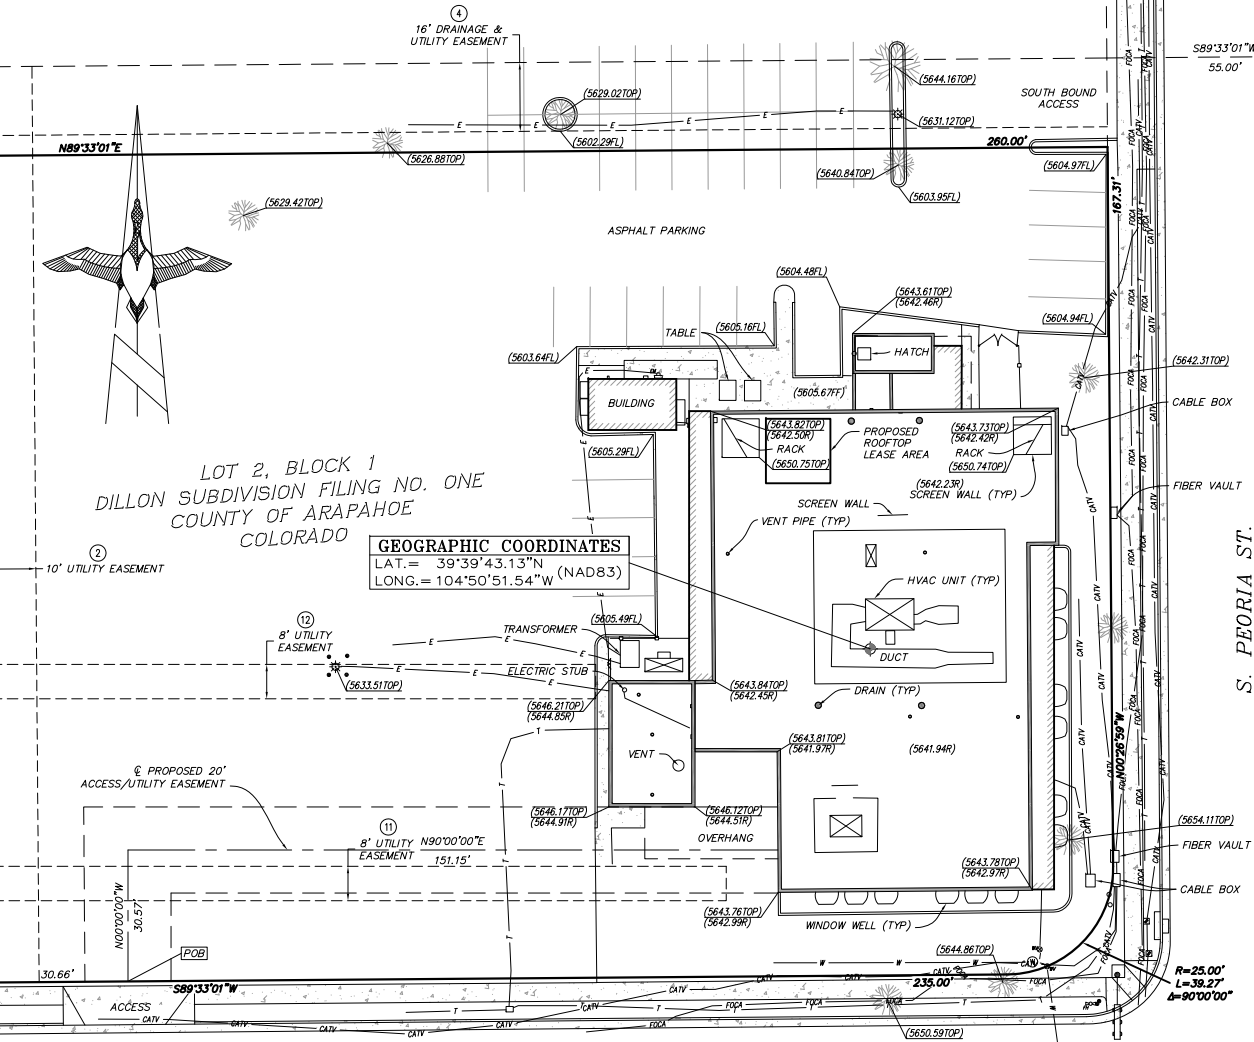 4
16' DRAINAGE &
UTILITY EASEMENT
S89°33'01"W
55.00'
(5644.16TOP)
(5629.02TOP)
SOUTH BOUND
ACCESS
E E E E E
(5631.12TOP)
(5602.29FL)
N89°33'01"E
260.00'
(5626.88TOP)
(5604.97FL)
(5640.84TOP)
(5603.95FL)
167.31'
(5629.42TOP)
ASPHALT PARKING
(5604.48FL)
(5643.61TOP)
(5642.46R)
(5604.94FL)
TABLE
(5605.16FL)
(5603.64FL)
HATCH
(5642.31TOP)
(5605.67FF)
BUILDING
CABLE BOX
(5643.82TOP)
(5642.50R)
RACK
(5650.75TOP)
PROPOSED
ROOFTOP
LEASE AREA
(5643.73TOP)
(5642.42R)
RACK
(5650.74TOP)
(5605.29FL)
LOT 2, BLOCK 1
DILLON SUBDIVISION FILING NO. ONE
COUNTY OF ARAPAHOE
COLORADO
(5642.23R)
SCREEN WALL (TYP)
FIBER VAULT
SCREEN WALL
VENT PIPE (TYP)
GEOGRAPHIC COORDINATES
LAT.= 39°39'43.13"N
LONG.= 104°50'51.54"W
(NAD83)
2
10' UTILITY EASEMENT
HVAC UNIT (TYP)
S. PEORIA ST.
12
8' UTILITY
EASEMENT
(5605.49FL)
TRANSFORMER
DUCT
ELECTRIC STUB
(5633.51TOP)
(5643.84TOP)
(5642.45R)
DRAIN (TYP)
(5646.21TOP)
(5644.85R)
N00°26'59"W
(5643.81TOP)
(5641.97R)
(5641.94R)
VENT
℄ PROPOSED 20'
ACCESS/UTILITY EASEMENT
(5646.17TOP)
(5644.91R)
(5646.12TOP)
(5644.51R)
OVERHANG
11
8' UTILITY
EASEMENT
N90°00'00"E
151.15'
(5654.11TOP)
FIBER VAULT
(5643.78TOP)
(5642.97R)
CABLE BOX
N00°00'00"W
30.57'
(5643.76TOP)
(5642.99R)
WINDOW WELL (TYP)
POB
(5644.86TOP)
W W W W
30.66'
S89°33'01"W
235.00'
R=25.00'
L=39.27'
Δ=90°00'00"
ACCESS
CATV CATV CATV CATV CATV
FOCA FOCA FOCA FOCA
T T T T
(5650.59TOP)